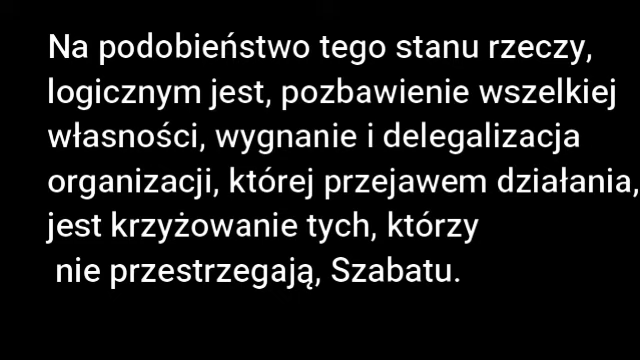 Na podobieństwo tego stanu rzeczy,
logicznym jest, pozbawienie wszelkiej
własności, wygnanie i delegalizacja
organizacji, której przejawem działania,
jest krzyżowanie tych, którzy
nie przestrzegają, Szabatu.